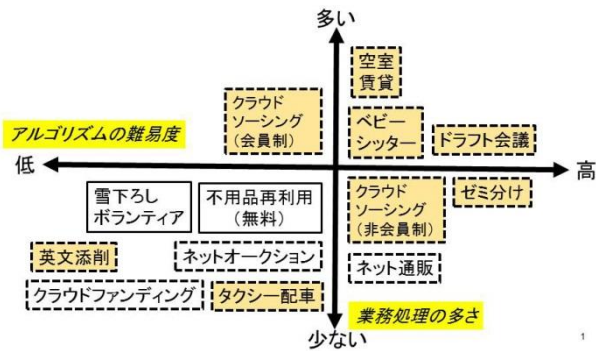 多い
空室
賃貸
クラウド
ソーシング
(会員制)
ベビー
シッター
ドラフト会議
アルゴリズムの難易度
低
高
雪下ろし
ボランティア
不用品再利用
(無料)
クラウド
ソーシング
(非会員制)
ゼミ分け
英文添削
ネットオークション
ネット通販
クラウドファンディング
タクシー配車
業務処理の多さ
少ない
1